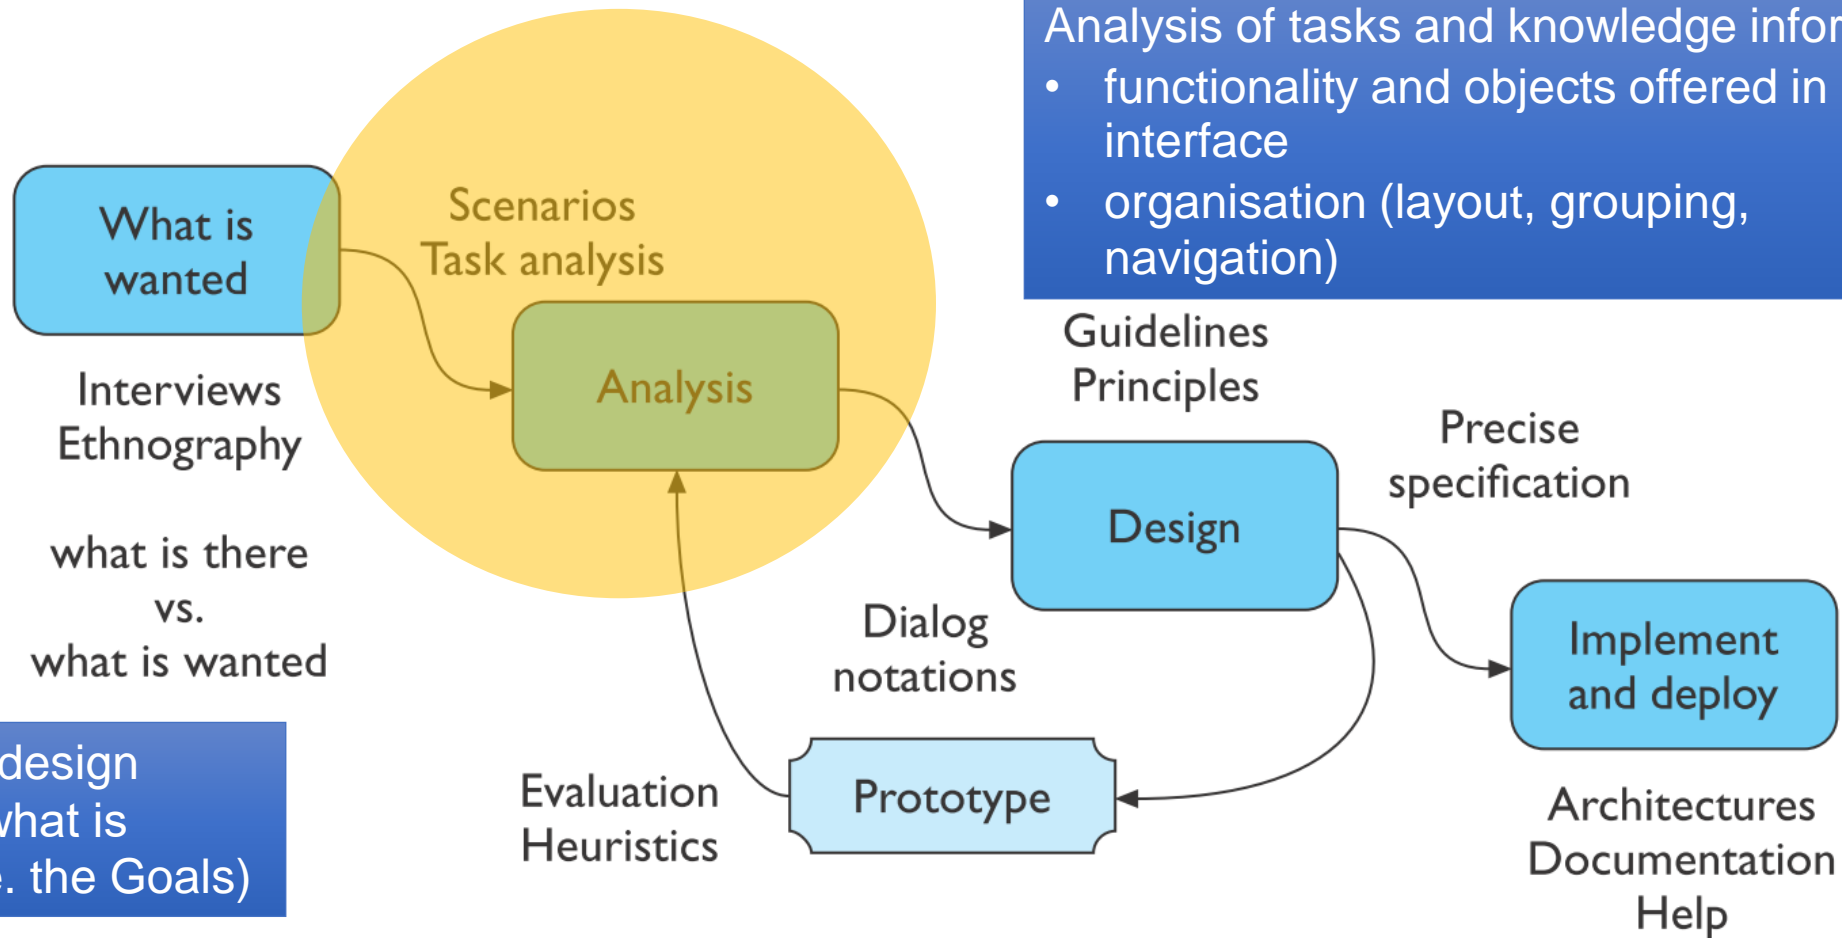 Analysis of tasks and knowledge
• functionality and objects offered in
interface
• organisation (layout, grouping,
navigation)
What is
wanted
Scenarios
Task analysis
Analysis
Interviews
Ethnography
what is there
vs.
what is wanted
Guidelines
Principles
Design
Precise
specification
Dialog
notations
Implement
and deploy
Evaluation
Heuristics
Prototype
Architectures
Documentation
Help
design
what is
the Goals)